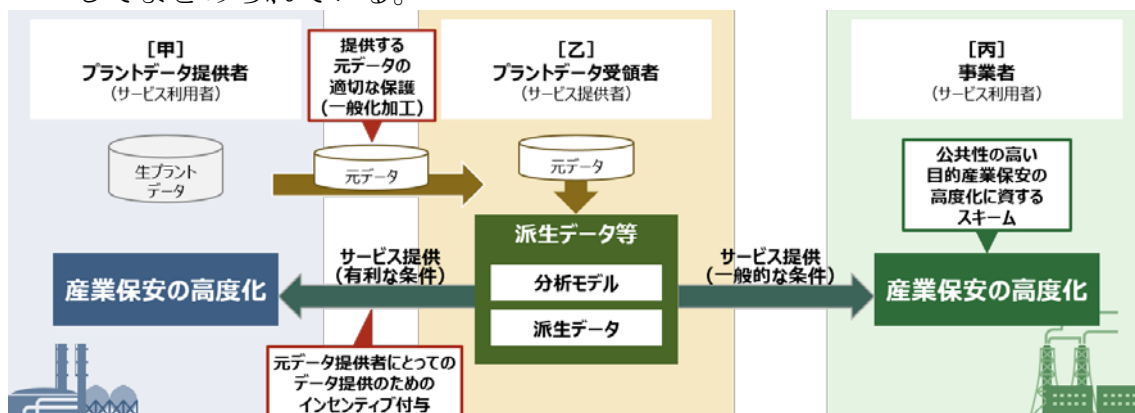 してまとめられている。
[甲]
プラントデータ提供者
(サービス利用者)
提供する
元データの
適切な保護
(一般化加工)
[乙]
プラントデータ受領者
(サービス提供者)
[丙]
事業者
(サービス利用者)
生プラント
データ
元データ
元データ
公共性の高い
目的産業保安の
高度化に資する
スキーム
派生データ等
分析モデル
派生データ
サービス提供
(有利な条件)
サービス提供
(一般的な条件)
産業保安の高度化
産業保安の高度化
元データ提供者にとっての
データ提供のための
インセンティブ付与